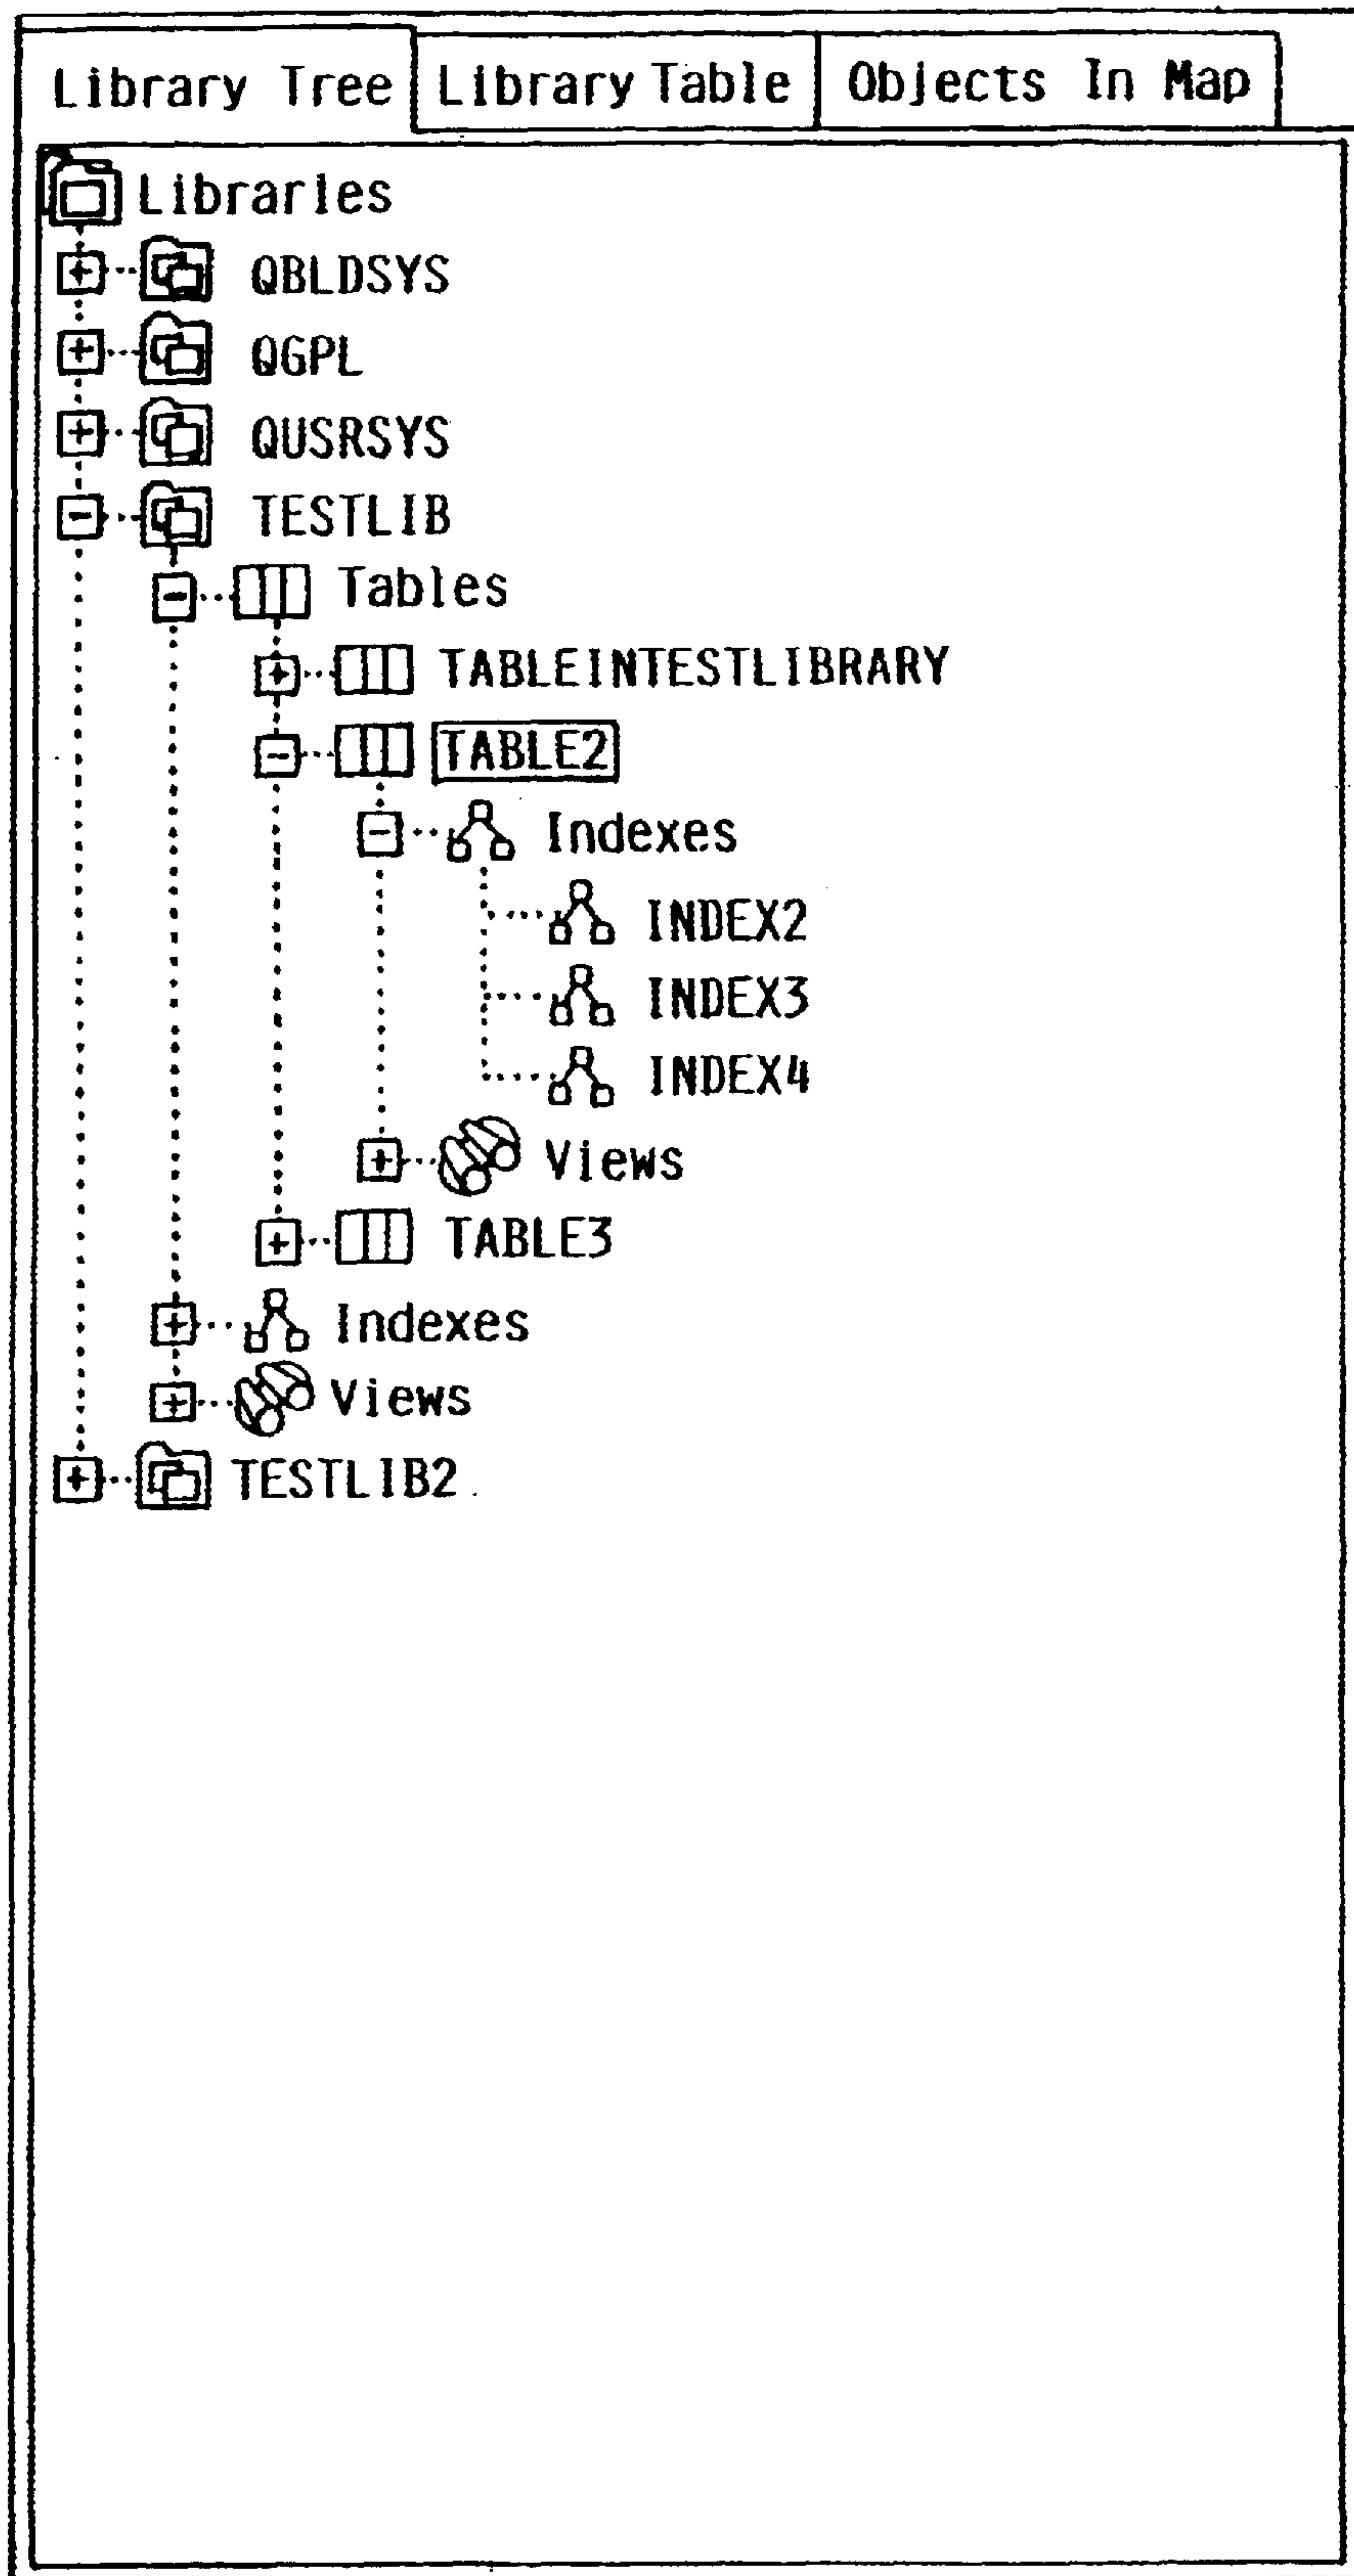 Library Tree Library Table Objects In Map
Libraries
QBLDSYS
QGPL
QUSRSYS
TESTLIB
Tables
TABLEINTESTLIBRARY
TABLE2
Indexes
INDEX2
INDEX3
INDEX4
Views
TABLE3
Indexes
Views
TESTLIB2